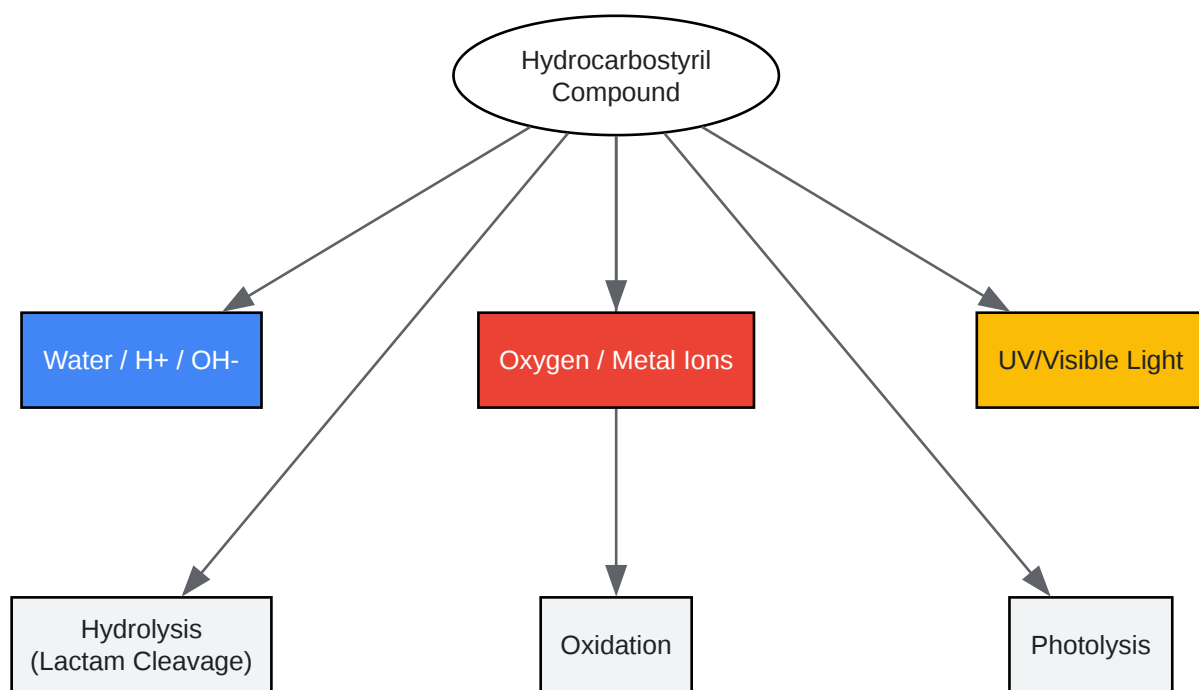 Hydrocarbostyril
Compound
Water / H+ / OH-
Oxygen / Metal Ions
UV/Visible Light
Hydrolysis
(Lactam Cleavage)
Oxidation
Photolysis